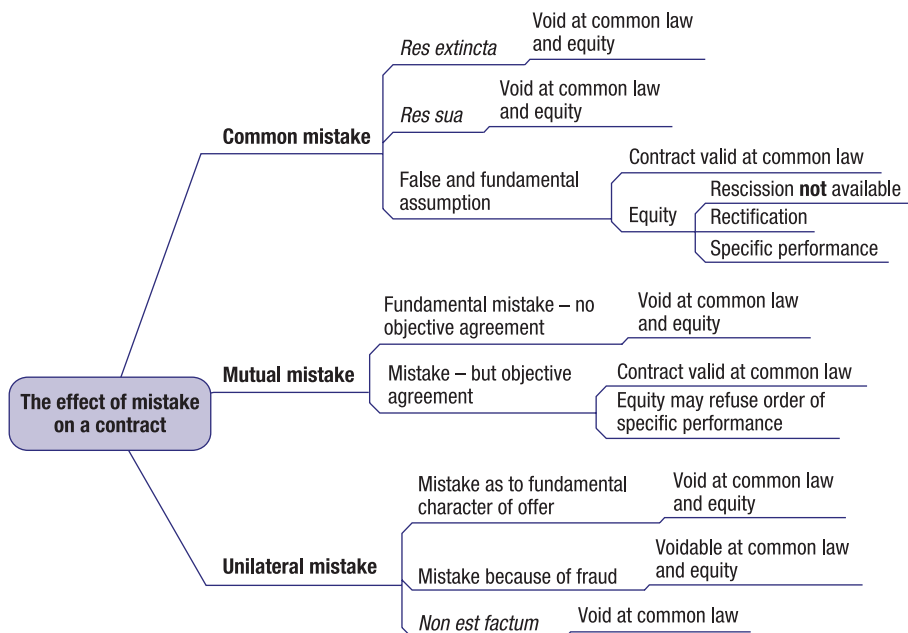 Res extincta
Void at common law
and equity
Res sua
Void at common law
and equity
Common mistake
False and fundamental
assumption
Contract valid at common law
Equity
Rescission not available
Rectification
Specific performance
Fundamental mistake – no
objective agreement
Void at common law
and equity
Mutual mistake
Mistake – but objective
agreement
Contract valid at common law
Equity may refuse order of
specific performance
The effect of mistake
on a contract
Mistake as to fundamental
character of offer
Void at common law
and equity
Unilateral mistake
Mistake because of fraud
Voidable at common law
and equity
Non est factum
Void at common law